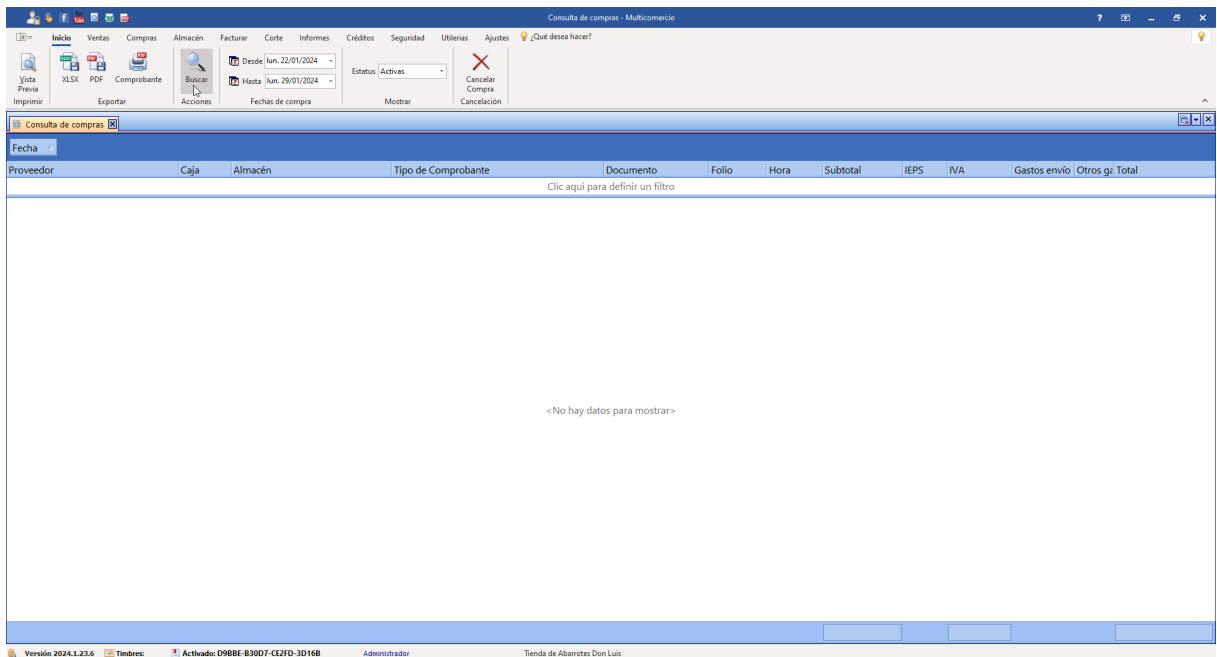 Consulta de compras - Multicomercio
Inicio Ventas Compras Almacén Facturar Corte Informes Créditos Seguridad Utilerias Ajustes ¿Qué desea hacer?
Vista Previa
XLSX PDF Comprobante
Buscar
Desde lun. 22/01/2024
Hasta lun. 29/01/2024
Estatus Activas
Cancelar Compra
Imprimir Exportar Acciones Fechas de compra Mostrar Cancelación
Consulta de compras
Fecha
Proveedor Caja Almacén Tipo de Comprobante Documento Folio Hora Subtotal IEPS IVA Gastos envío Otros ga Total
Clic aqui para definir un filtro
<No hay datos para mostrar>
Versión 2024.1.23.6 Timbres: Activado: D9BBE-B30D7-CE2FD-3D16B Administrador Tienda de Abarrotes Don Luis